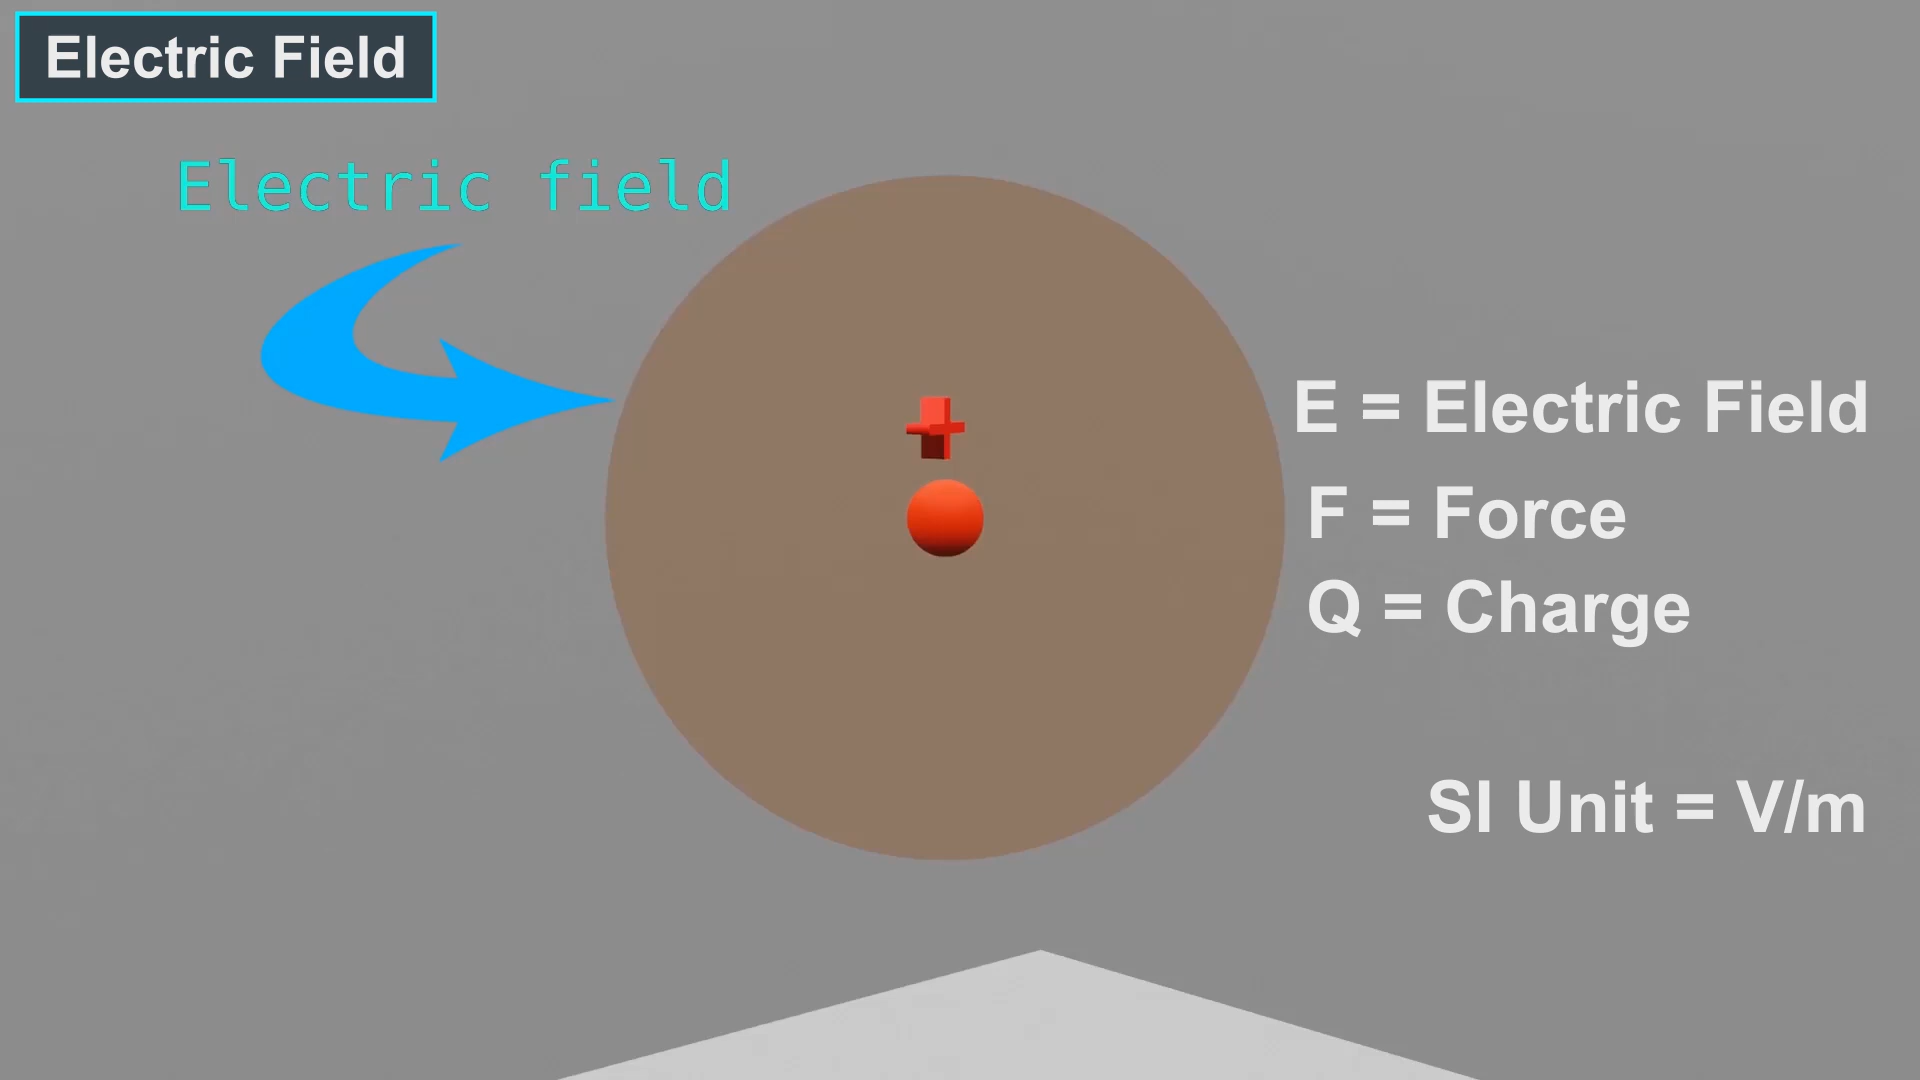 Electric Field
Electric field
E = Electric Field
F = Force
Q = Charge
SI Unit = V/m